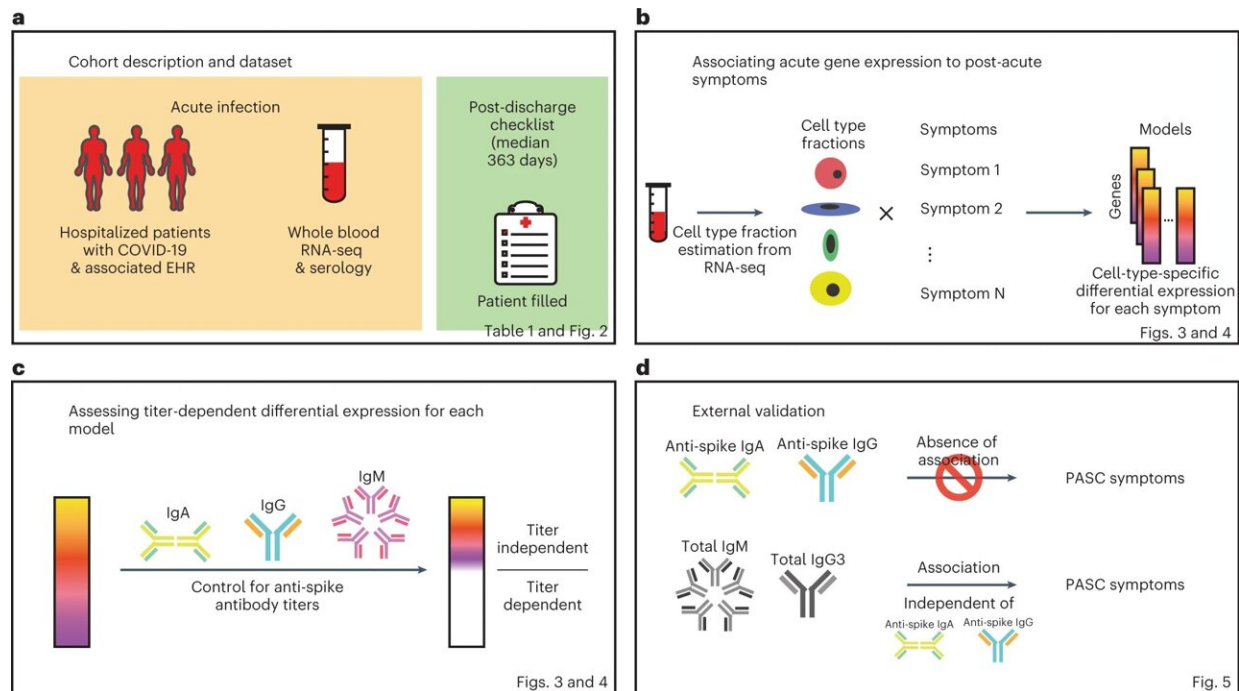 a
Cohort description and dataset
Acute infection
Hospitalized patients
with COVID-19
& associated EHR
Whole blood
RNA-seq
& serology
Post-discharge
checklist
(median
363 days)
Patient filled
Table 1 and Fig. 2
b
Associating acute gene expression to post-acute
symptoms
Cell type fraction
estimation from
RNA-seq
Cell type
fractions
×
Symptoms
Symptom 1
Symptom 2
⋮
Symptom N
Models
Genes
...
Cell-type-specific
differential expression
for each symptom
Figs. 3 and 4
c
Assessing titer-dependent differential expression for each
model
IgA
IgG
IgM
Control for anti-spike
antibody titers
Titer
independent
Titer
dependent
Figs. 3 and 4
d
External validation
Anti-spike IgA
Anti-spike IgG
Absence of
association
PASC symptoms
Total IgM
Total IgG3
Association
Independent of
Anti-spike IgA
Anti-spike IgG
PASC symptoms
Fig. 5